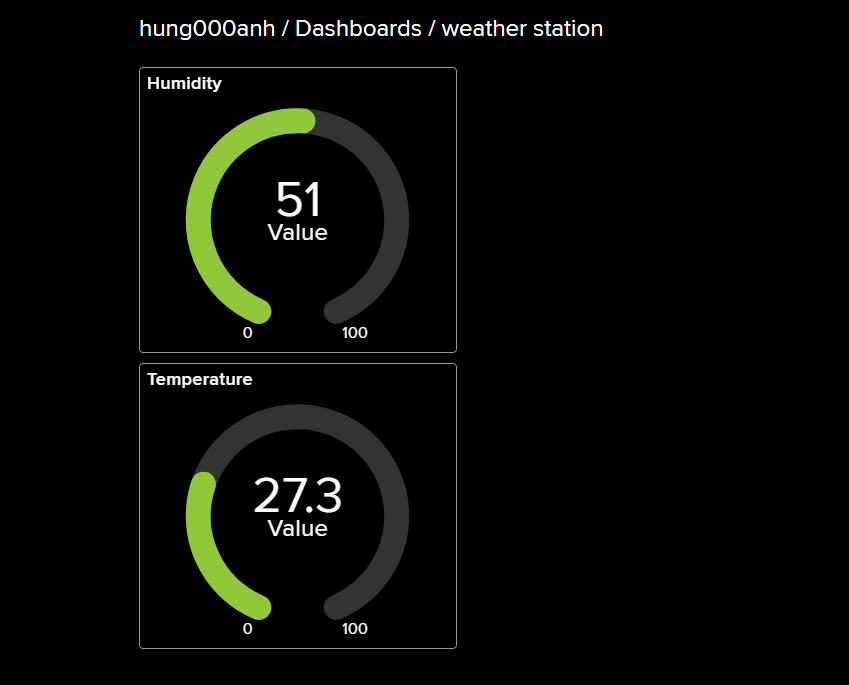 hung000anh / Dashboards / weather station
Humidity
51
Value
0 100
Temperature
27.3
Value
0 100